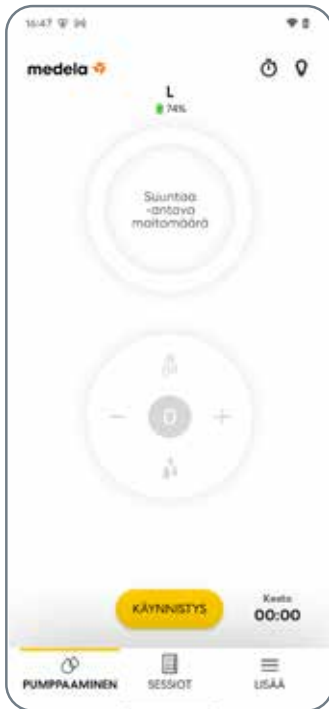 16:47
medela
L
74%
Suuntaa
-antava
maitomäärä
0
KÄYNNISTYS
Kesto
00:00
PUMPPAAMINEN
SESSIOT
LISÄÄ